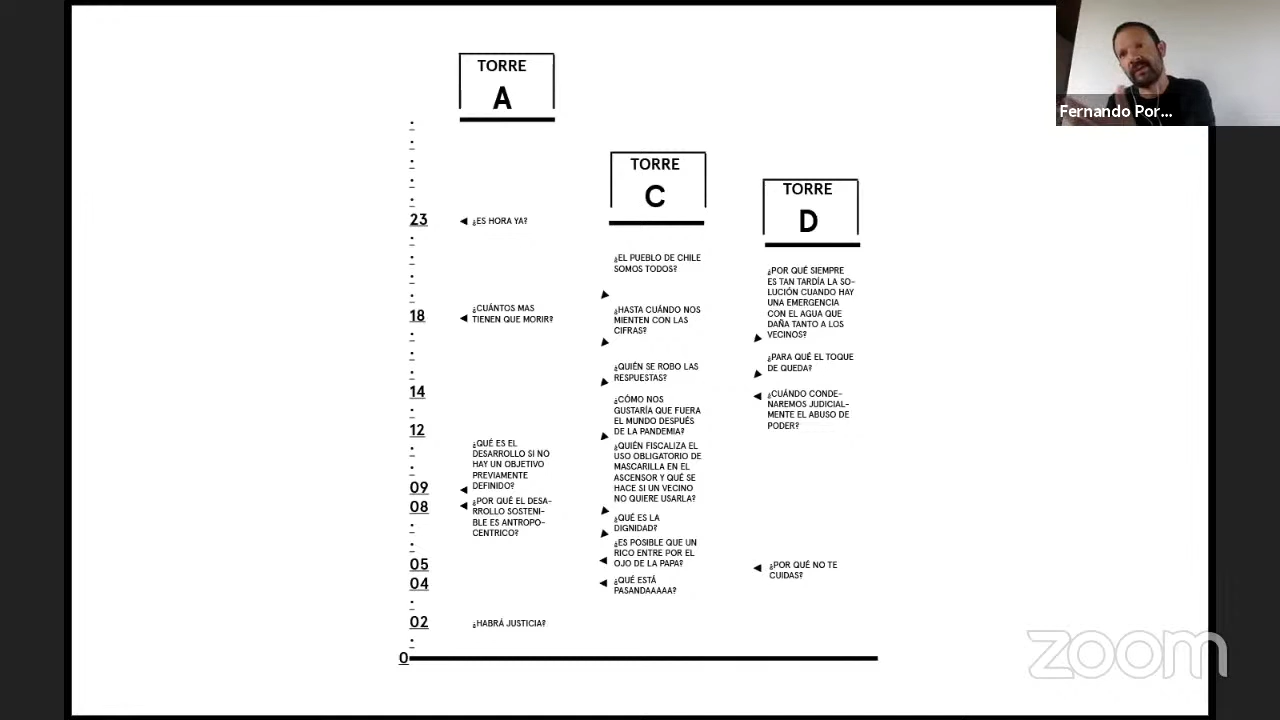 TORRE
A
TORRE
C
TORRE
D
23
18
14
12
09
08
05
04
02
0
¿ES HORA YA?
¿CUÁNTOS MAS
TIENEN QUE MORIR?
¿QUÉ ES EL
DESARROLLO SI NO
HAY UN OBJETIVO
PREVIAMENTE
DEFINIDO?
¿POR QUÉ EL DESA-
RROLLO SOSTENI-
BLE ES ANTROPO-
CENTRICO?
¿HABRÁ JUSTICIA?
¿EL PUEBLO DE CHILE
SOMOS TODOS?
¿HASTA CUÁNDO NOS
MIENTEN CON LAS
CIFRAS?
¿QUIÉN SE ROBO LAS
RESPUESTAS?
¿CÓMO NOS
GUSTARÍA QUE FUERA
EL MUNDO DESPUÉS
DE LA PANDEMIA?
¿QUIÉN FISCALIZA EL
USO OBLIGATORIO DE
MASCARILLA EN EL
ASCENSOR Y QUÉ SE
HACE SI UN VECINO
NO QUIERE USARLA?
¿QUÉ ES LA
DIGNIDAD?
¿ES POSIBLE QUE UN
RICO ENTRE POR EL
OJO DE LA PAPA?
¿QUÉ ESTÁ
PASANDAAAAA?
¿POR QUÉ SIEMPRE
ES TAN TARDÍA LA SO-
LUCIÓN CUANDO HAY
UNA EMERGENCIA
CON EL AGUA QUE
DAÑA TANTO A LOS
VECINOS?
¿PARA QUÉ EL TOQUE
DE QUEDA?
¿CUÁNDO CONDE-
NAREMOS JUDICIAL-
MENTE EL ABUSO DE
PODER?
¿POR QUÉ NO TE
CUIDAS?
Fernando Por...
zoom